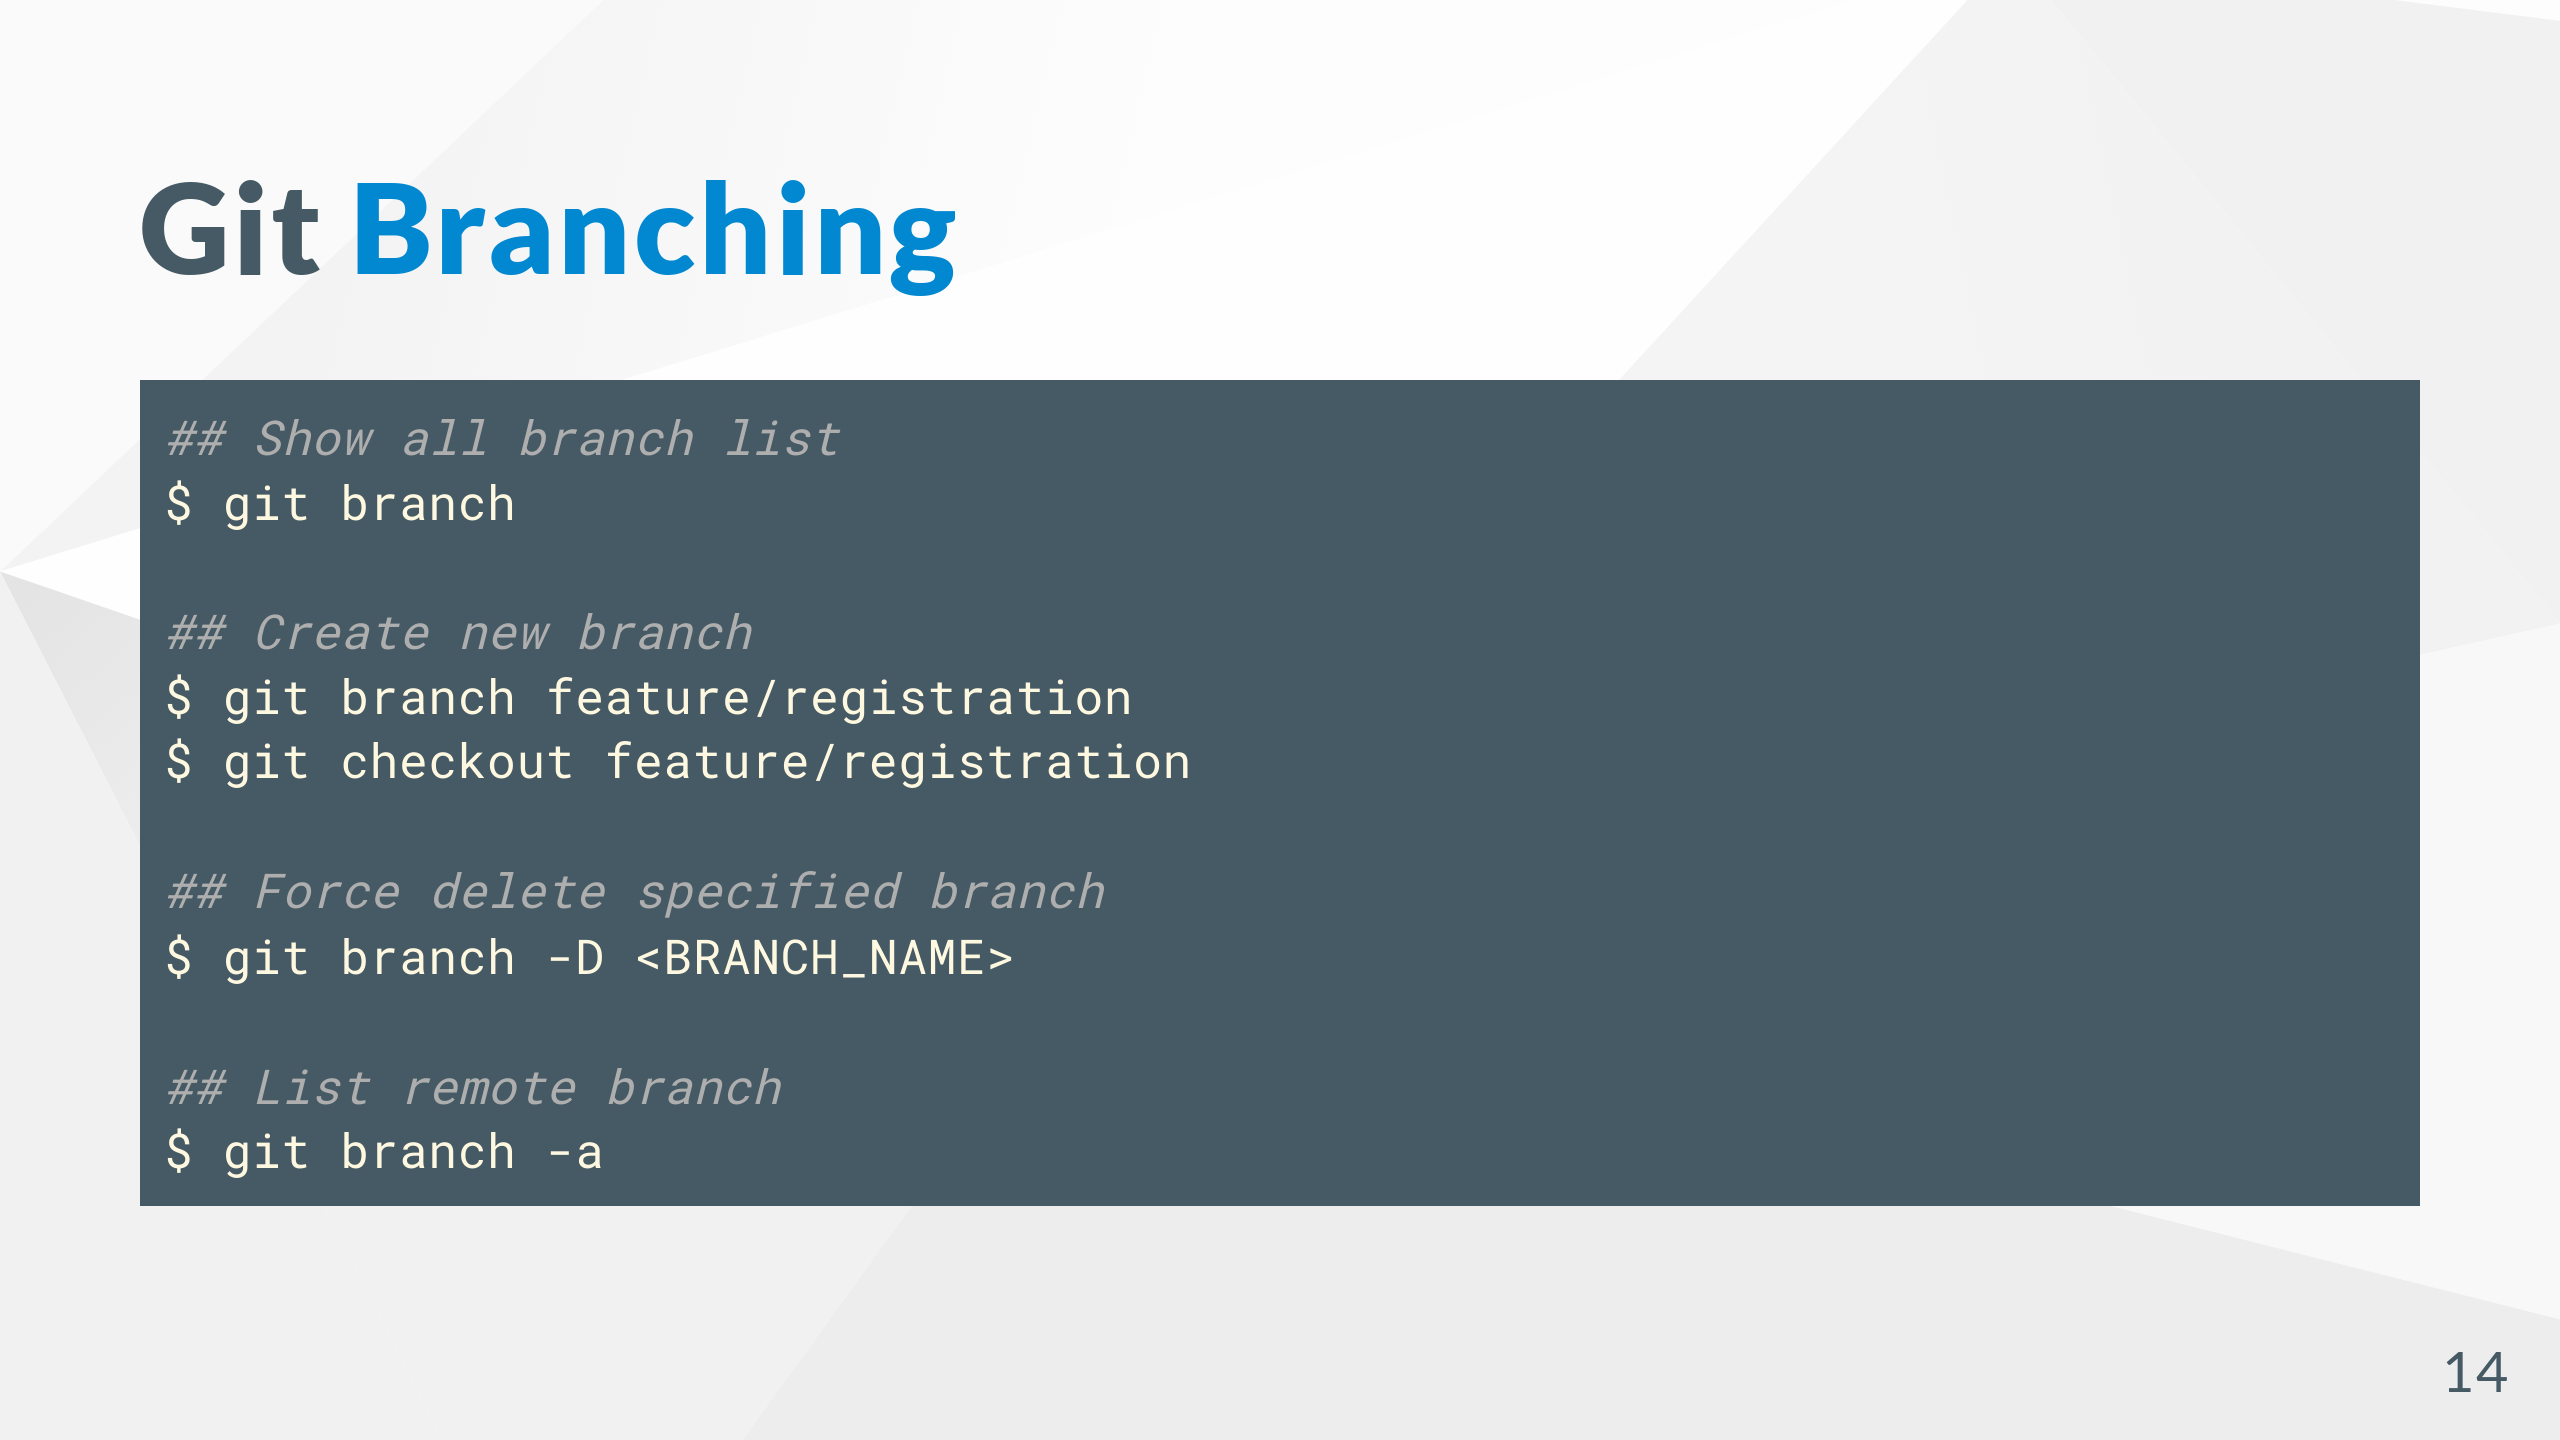 Git Branching
## Show all branch list
$ git branch
## Create new branch
$ git branch feature/registration
$ git checkout feature/registration
## Force delete specified branch
$ git branch -D <BRANCH_NAME>
## List remote branch
$ git branch -a
14